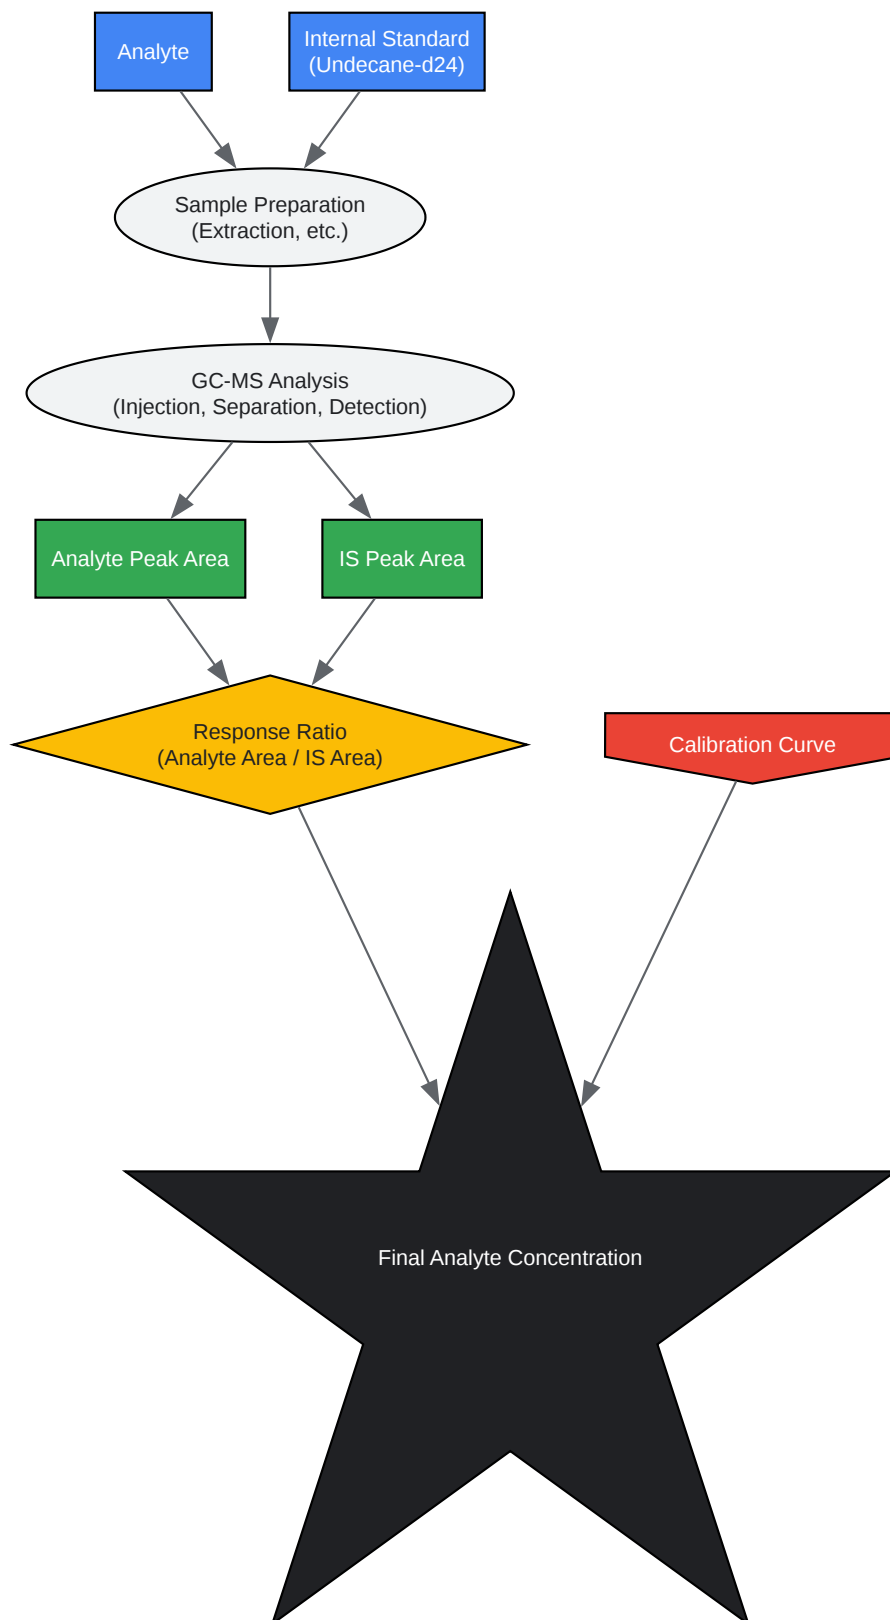 Analyte
Internal Standard
(Undecane-d24)
Sample Preparation
(Extraction, etc.)
GC-MS Analysis
(Injection, Separation, Detection)
Analyte Peak Area
IS Peak Area
Response Ratio
(Analyte Area / IS Area)
Calibration Curve
Final Analyte Concentration